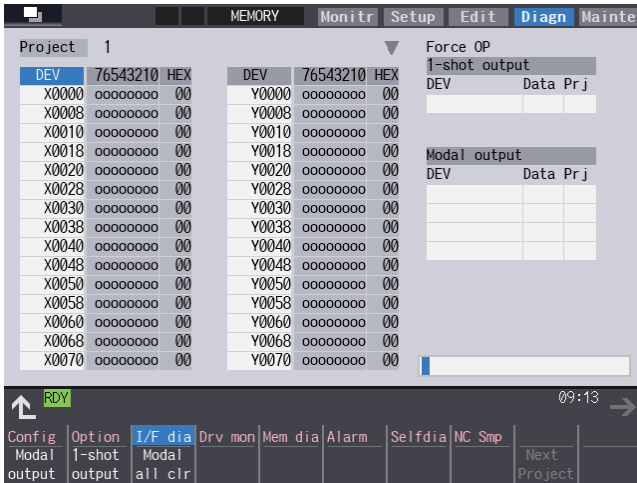 MEMORY Monitr Setup Edit Diagn Mainte
Project 1 Force OP
1-shot output
DEV 76543210 HEX DEV 76543210 HEX DEV Data Prj
X0000 oooooooo 00 Y0000 oooooooo 00
X0008 oooooooo 00 Y0008 oooooooo 00
X0010 oooooooo 00 Y0010 oooooooo 00
X0018 oooooooo 00 Y0018 oooooooo 00 Modal output
X0020 oooooooo 00 Y0020 oooooooo 00 DEV Data Prj
X0028 oooooooo 00 Y0028 oooooooo 00
X0030 oooooooo 00 Y0030 oooooooo 00
X0038 oooooooo 00 Y0038 oooooooo 00
X0040 oooooooo 00 Y0040 oooooooo 00
X0048 oooooooo 00 Y0048 oooooooo 00
X0050 oooooooo 00 Y0050 oooooooo 00
X0058 oooooooo 00 Y0058 oooooooo 00
X0060 oooooooo 00 Y0060 oooooooo 00
X0068 oooooooo 00 Y0068 oooooooo 00
X0070 oooooooo 00 Y0070 oooooooo 00
RDY 09:13
Config Option I/F dia Drv mon Mem dia Alarm Selfdia NC Smp
Modal 1-shot Modal Next
output output all clr Project